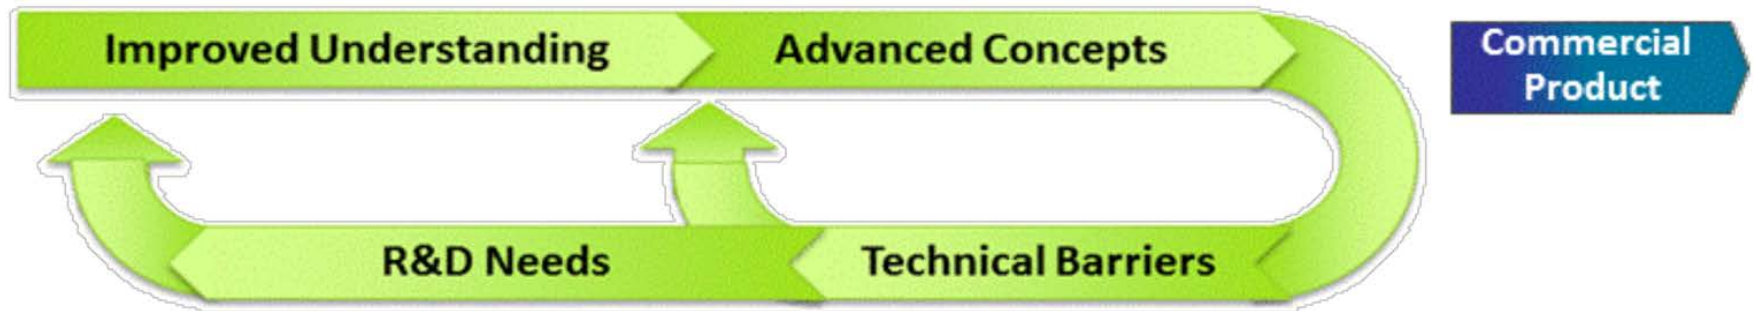 Improved Understanding
Advanced Concepts
Commercial
Product
R&D Needs
Technical Barriers